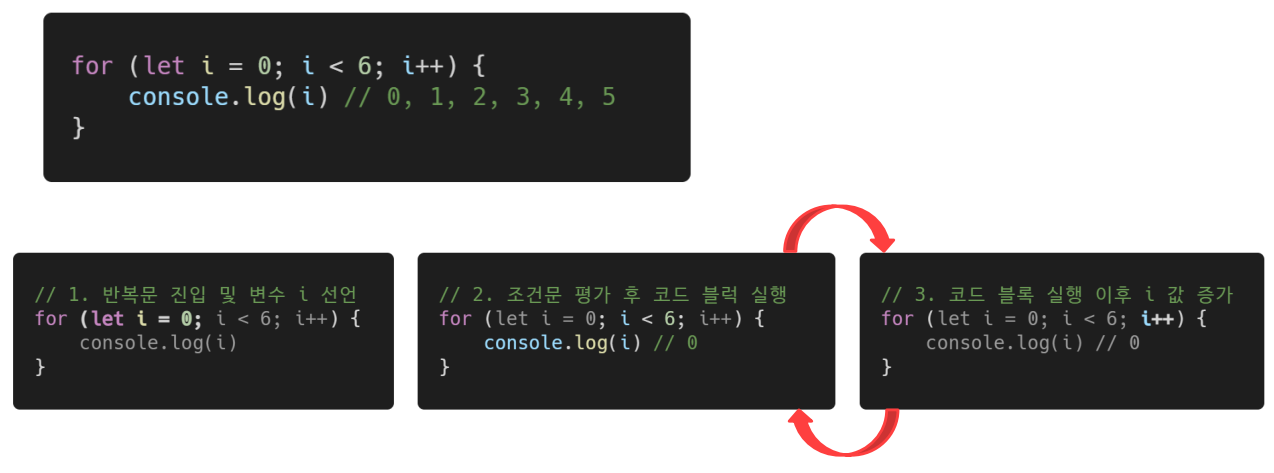 for (let i = 0; i < 6; i++) {
    console.log(i) // 0, 1, 2, 3, 4, 5
}
// 1. 반복문 진입 및 변수 i 선언
for (let i = 0; i < 6; i++) {
    console.log(i)
}
// 2. 조건문 평가 후 코드 블럭 실행
for (let i = 0; i < 6; i++) {
    console.log(i) // 0
}
// 3. 코드 블록 실행 이후 i 값 증가
for (let i = 0; i < 6; i++) {
    console.log(i) // 0
}